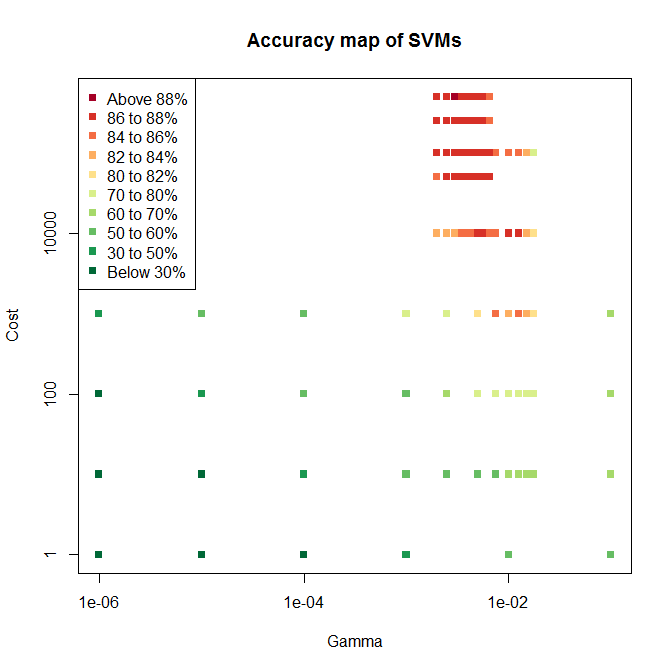 Accuracy map of SVMs
Above 88%
86 to 88%
84 to 86%
82 to 84%
80 to 82%
70 to 80%
60 to 70%
50 to 60%
30 to 50%
Below 30%
10000
100
1
Cost
1e-06
1e-04
1e-02
Gamma